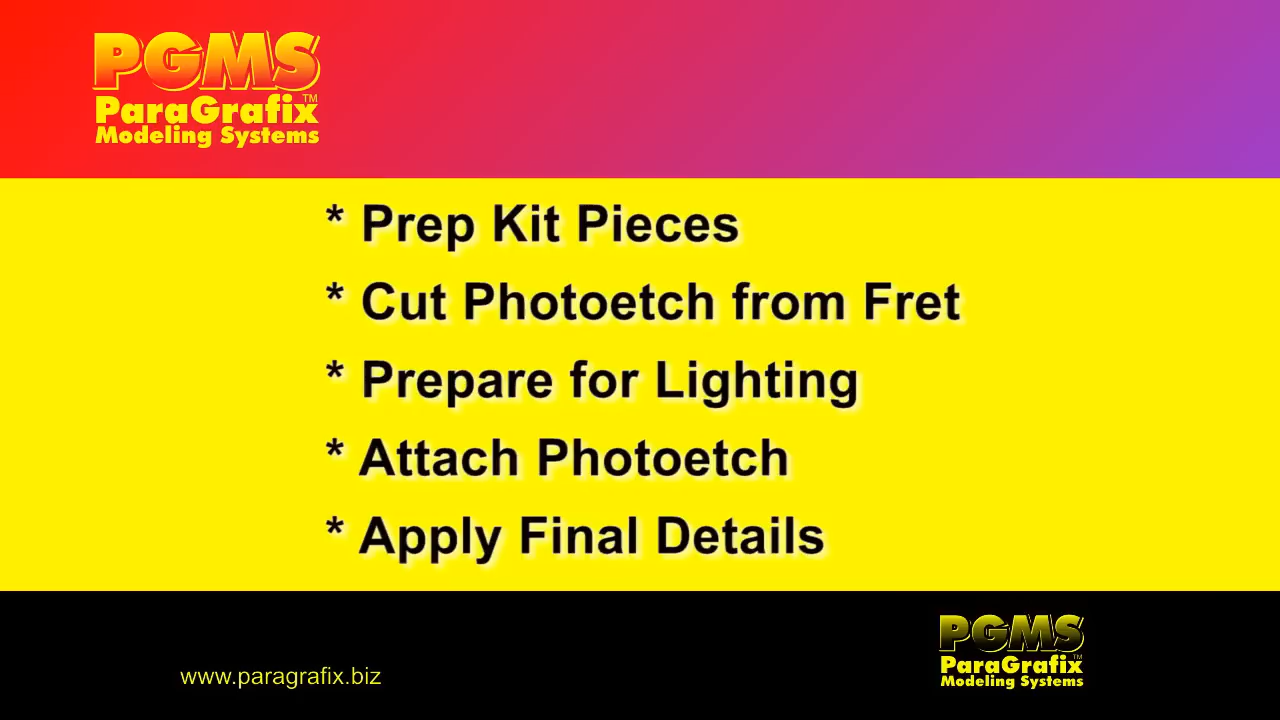 PGMS
ParaGrafix™
Modeling Systems
* Prep Kit Pieces
* Cut Photoetch from Fret
* Prepare for Lighting
* Attach Photoetch
* Apply Final Details
www.paragrafix.biz
PGMS
ParaGrafix™
Modeling Systems